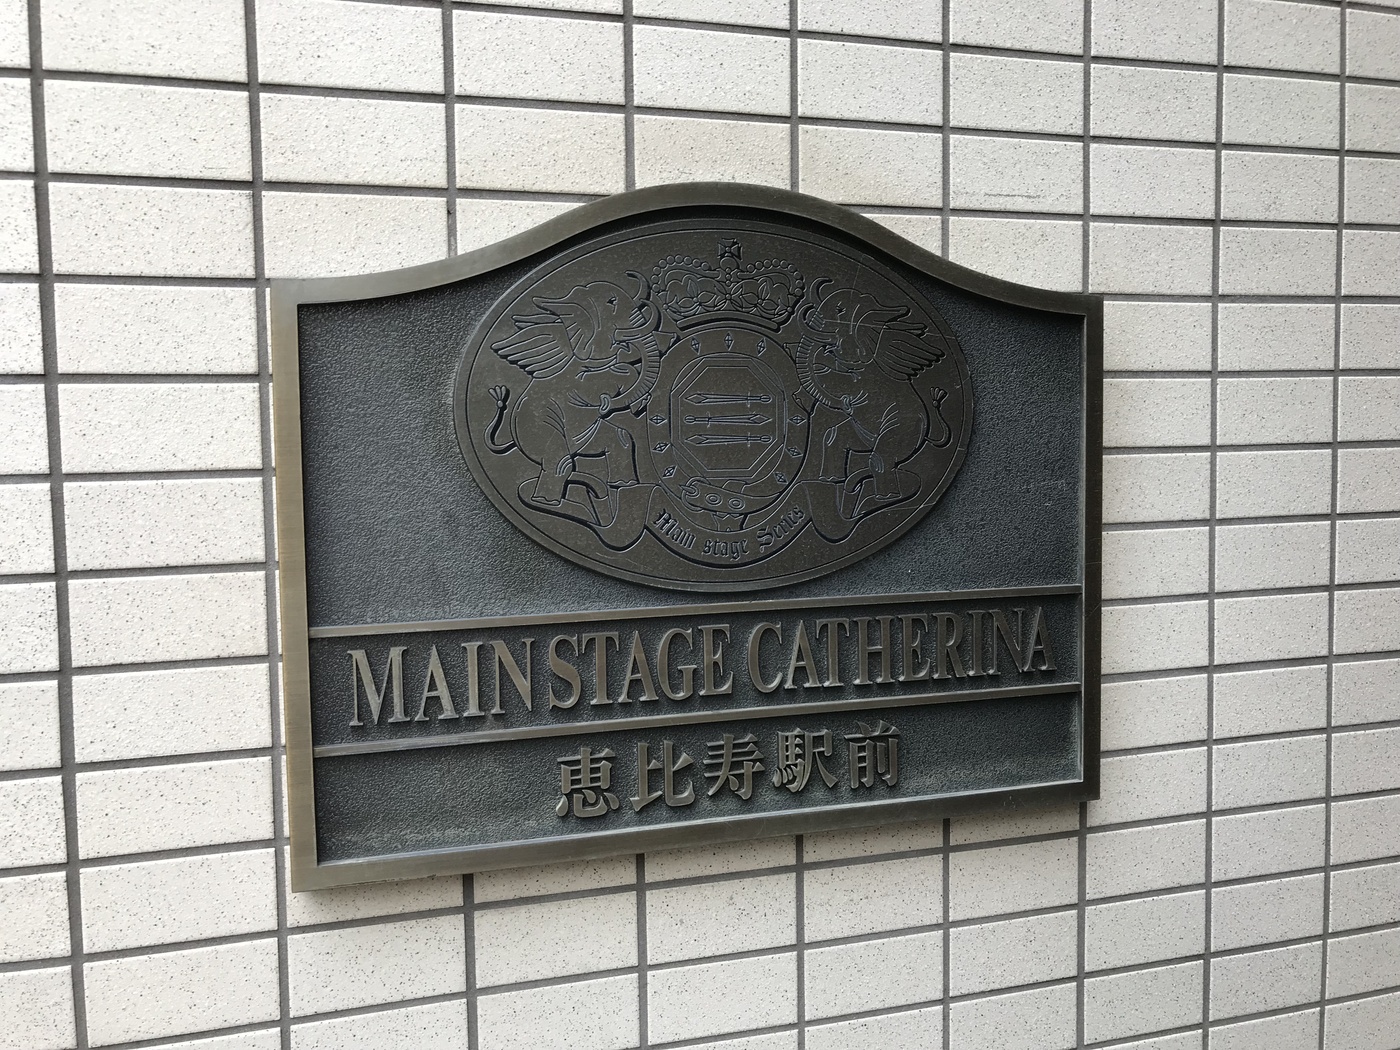 Main stage Series
MAIN STAGE CATHERINA
恵比寿駅前